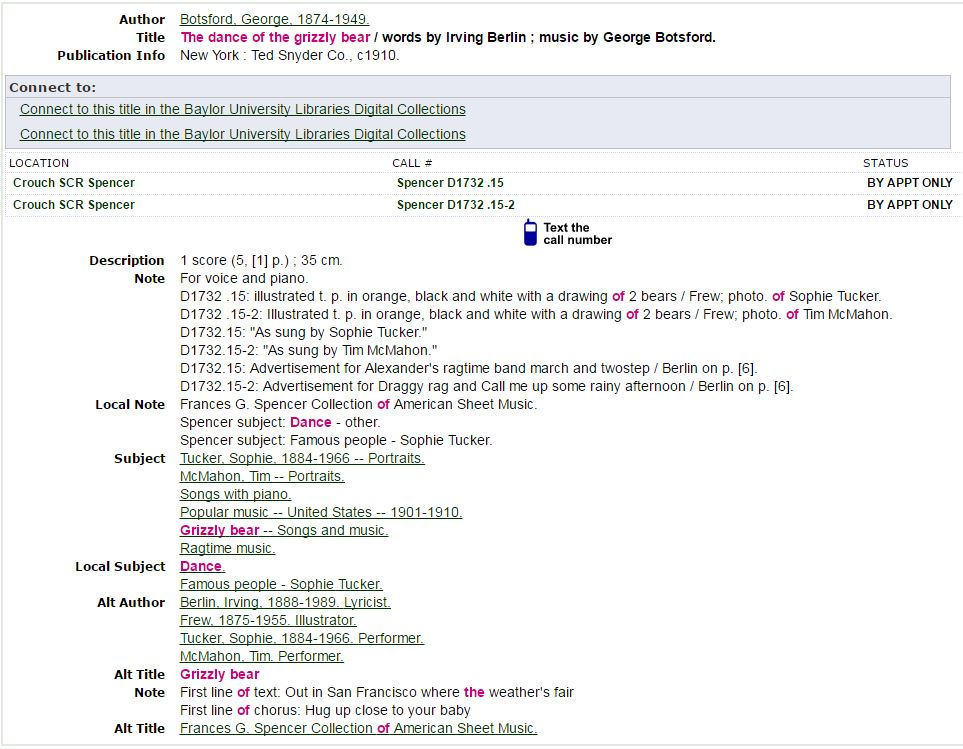 Author Botsford, George, 1874-1949.
Title The dance of the grizzly bear / words by Irving Berlin ; music by George Botsford.
Publication Info New York : Ted Snyder Co., c1910.
Connect to:
Connect to this title in the Baylor University Libraries Digital Collections
Connect to this title in the Baylor University Libraries Digital Collections
LOCATION CALL # STATUS
Crouch SCR Spencer Spencer D1732 .15 BY APPT ONLY
Crouch SCR Spencer Spencer D1732 .15-2 BY APPT ONLY
Text the
call number
Description 1 score (5, [1] p.) ; 35 cm.
Note For voice and piano.
D1732 .15: illustrated t. p. in orange, black and white with a drawing of 2 bears / Frew; photo. of Sophie Tucker.
D1732 .15-2: Illustrated t. p. in orange, black and white with a drawing of 2 bears / Frew; photo. of Tim McMahon.
D1732.15: "As sung by Sophie Tucker."
D1732.15-2: "As sung by Tim McMahon."
D1732.15: Advertisement for Alexander's ragtime band march and twostep / Berlin on p. [6].
D1732.15-2: Advertisement for Draggy rag and Call me up some rainy afternoon / Berlin on p. [6].
Local Note Frances G. Spencer Collection of American Sheet Music.
Spencer subject: Dance - other.
Spencer subject: Famous people - Sophie Tucker.
Subject Tucker, Sophie, 1884-1966 -- Portraits.
McMahon, Tim -- Portraits.
Songs with piano.
Popular music -- United States -- 1901-1910.
Grizzly bear -- Songs and music.
Ragtime music.
Local Subject Dance.
Famous people - Sophie Tucker.
Alt Author Berlin, Irving, 1888-1989. Lyricist.
Frew, 1875-1955. Illustrator.
Tucker, Sophie, 1884-1966. Performer.
McMahon, Tim. Performer.
Alt Title Grizzly bear
Note First line of text: Out in San Francisco where the weather's fair
First line of chorus: Hug up close to your baby
Alt Title Frances G. Spencer Collection of American Sheet Music.